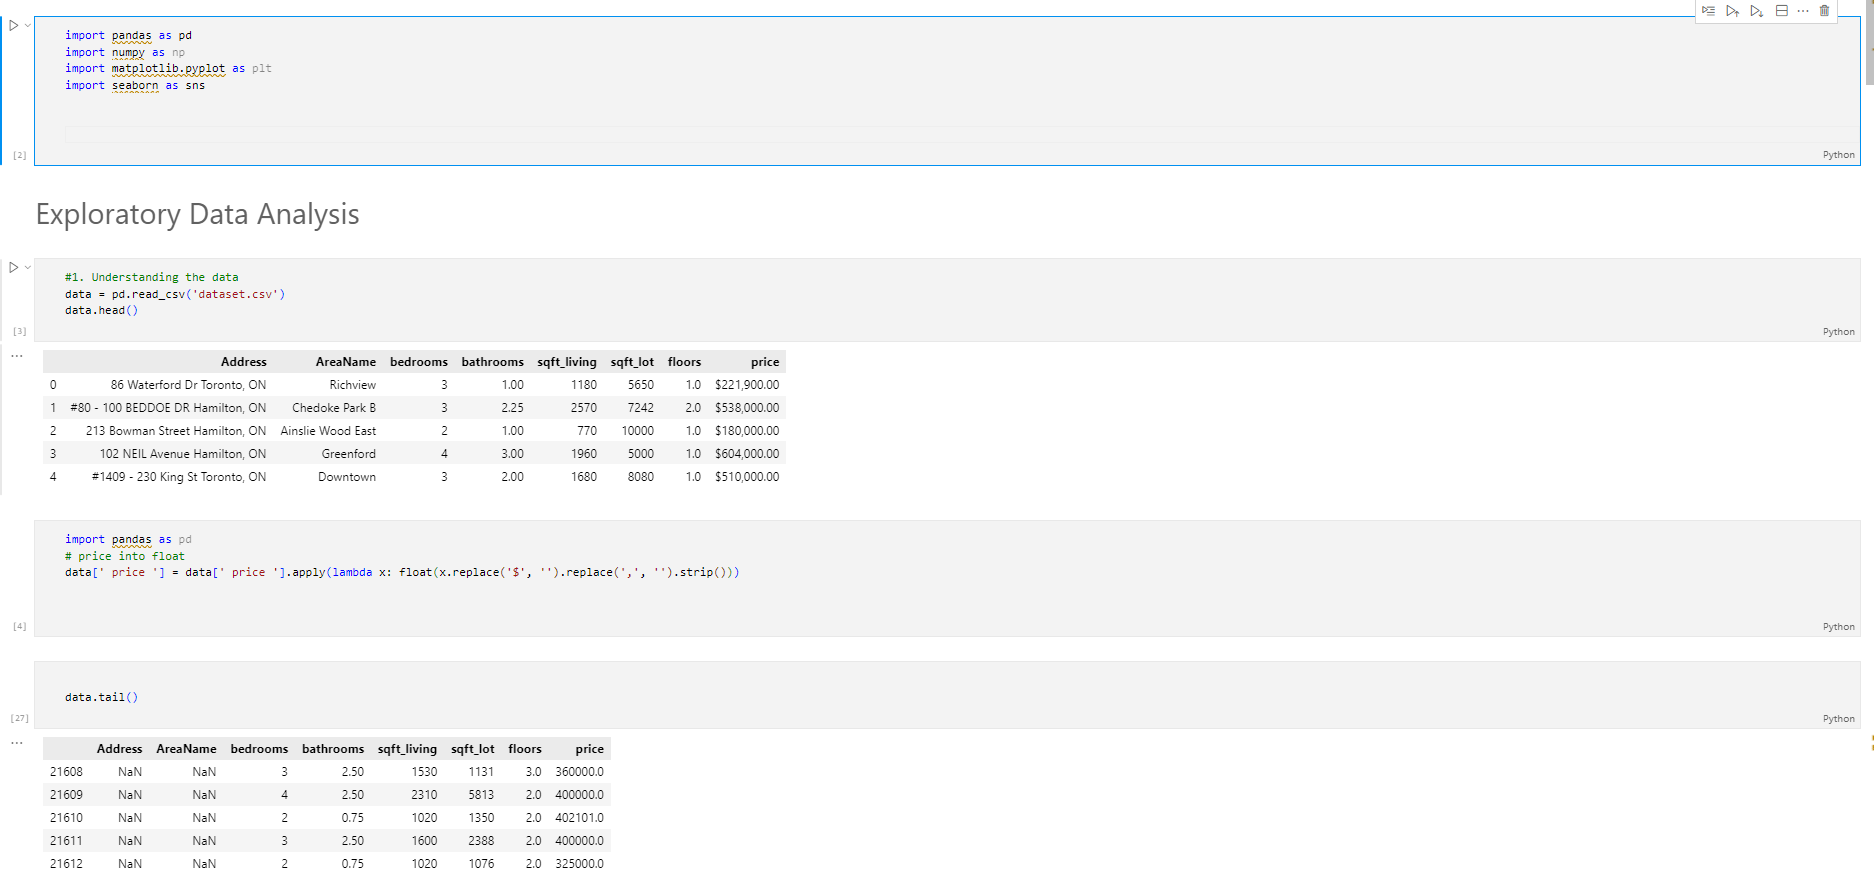 import pandas as pd
import numpy as np
import matplotlib.pyplot as plt
import seaborn as sns
[2]
Python
Exploratory Data Analysis
#1. Understanding the data
data = pd.read_csv('dataset.csv')
data.head()
[3]
Python
...
Address AreaName bedrooms bathrooms sqft_living sqft_lot floors price
0 86 Waterford Dr Toronto, ON Richview 3 1.00 1180 5650 1.0 $221,900.00
1 #80 - 100 BEDDOE DR Hamilton, ON Chedoke Park B 3 2.25 2570 7242 2.0 $538,000.00
2 213 Bowman Street Hamilton, ON Ainslie Wood East 2 1.00 770 10000 1.0 $180,000.00
3 102 NEIL Avenue Hamilton, ON Greenford 4 3.00 1960 5000 1.0 $604,000.00
4 #1409 - 230 King St Toronto, ON Downtown 3 2.00 1680 8080 1.0 $510,000.00
import pandas as pd
# price into float
data[' price '] = data[' price '].apply(lambda x: float(x.replace('$', '').replace(',', '').strip()))
[4]
Python
data.tail()
[27]
Python
...
Address AreaName bedrooms bathrooms sqft_living sqft_lot floors price
21608 NaN NaN 3 2.50 1530 1131 3.0 360000.0
21609 NaN NaN 4 2.50 2310 5813 2.0 400000.0
21610 NaN NaN 2 0.75 1020 1350 2.0 402101.0
21611 NaN NaN 3 2.50 1600 2388 2.0 400000.0
21612 NaN NaN 2 0.75 1020 1076 2.0 325000.0